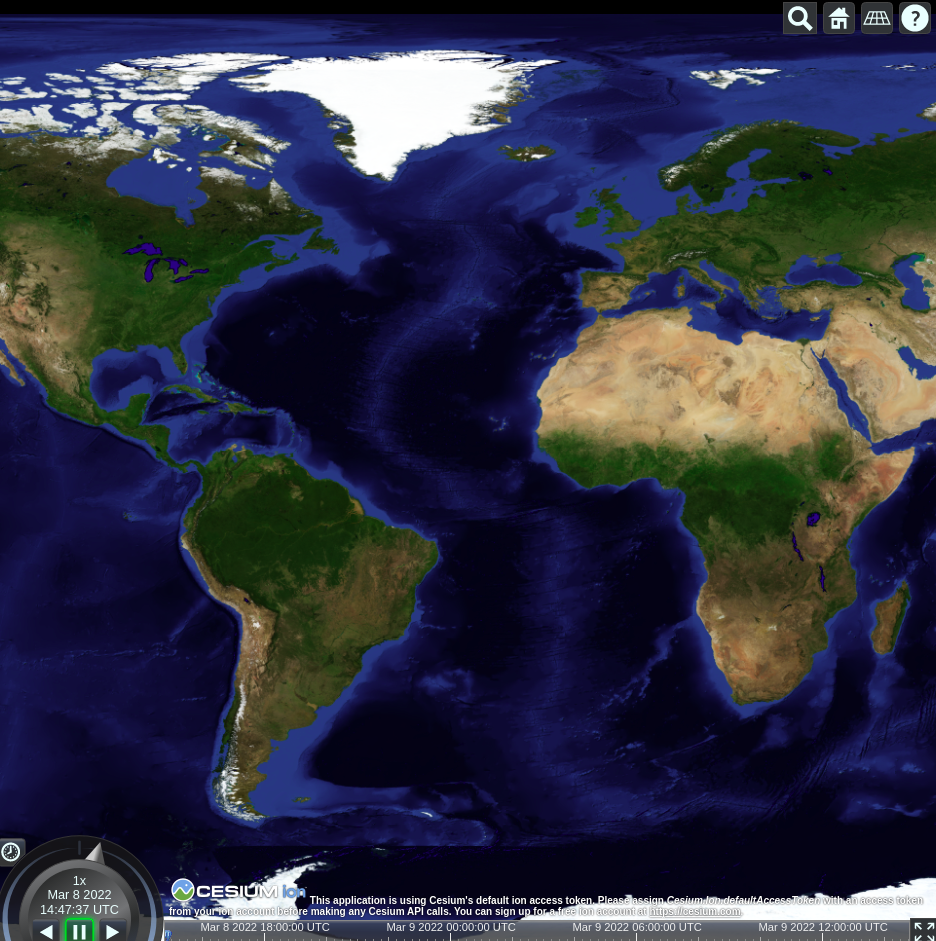 ?
CESIUM ion This application is using Cesium's default ion access token. Please assign Cesium.Ion.defaultAccessToken with an access token
from your ion account before making any Cesium API calls. You can sign up for a free ion account at https://cesium.com.
1x
Mar 8 2022
14:47:37 UTC
Mar 8 2022 18:00:00 UTC
Mar 9 2022 00:00:00 UTC
Mar 9 2022 06:00:00 UTC
Mar 9 2022 12:00:00 UTC